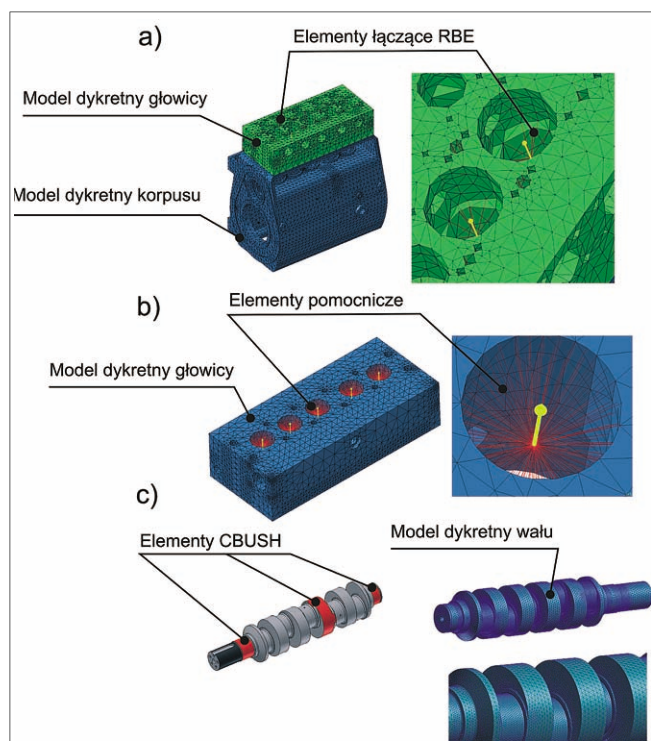 a)
Elementy łączące RBE
Model dykretny głowicy
Model dykretny korpusu
b)
Elementy pomocnicze
Model dykretny głowicy
c)
Elementy CBUSH
Model dykretny wału